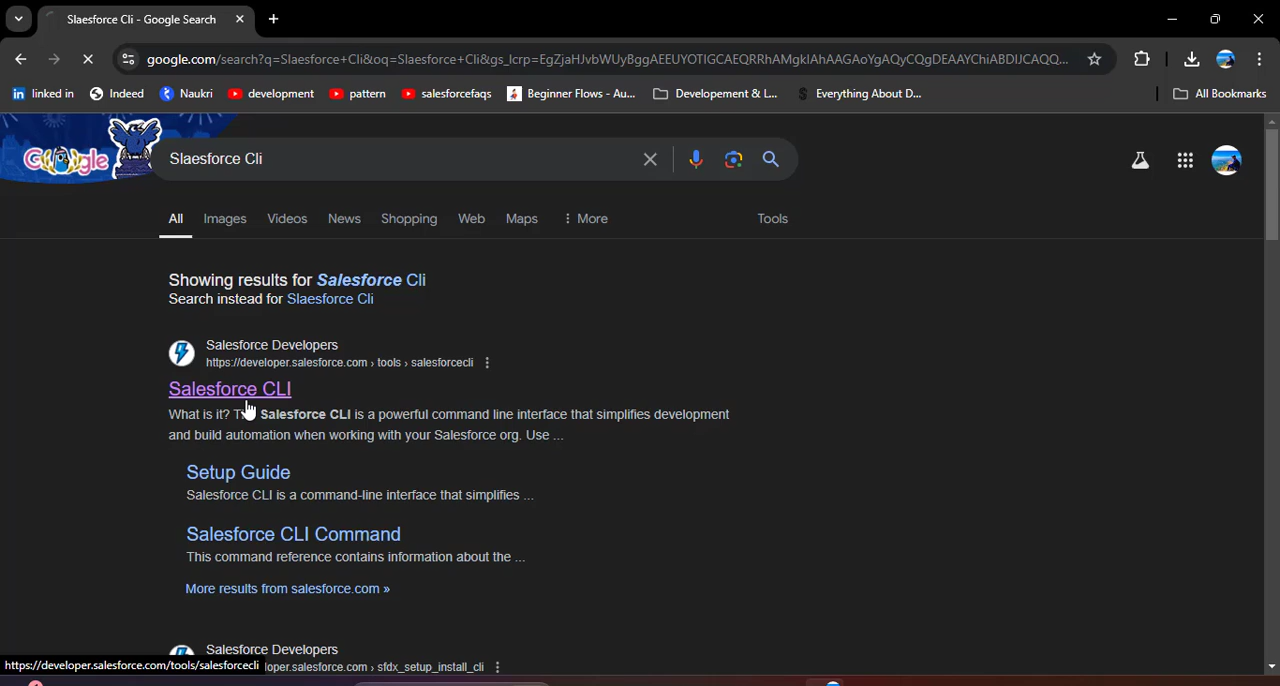 Slaesforce Cli - Google Search
google.com/search?q=Slaesforce+Cli&oq=Slaesforce+Cli&gs_lcrp=EgZjaHJvbWUyBggAEEUYOTIGCAEQRRhAMgkIAhAAGAoYgAQyCQgDEAAYChiABDIJCAQQ...
linked in
Indeed
Naukri
development
pattern
salesforcefaqs
Beginner Flows - Au...
Developement & L...
Everything About D...
All Bookmarks
Google
Slaesforce Cli
All
Images
Videos
News
Shopping
Web
Maps
More
Tools
Showing results for Salesforce Cli
Search instead for Slaesforce Cli
Salesforce Developers
https://developer.salesforce.com › tools › salesforcecli
Salesforce CLI
What is it? Salesforce CLI is a powerful command line interface that simplifies development
and build automation when working with your Salesforce org. Use ...
Setup Guide
Salesforce CLI is a command-line interface that simplifies ...
Salesforce CLI Command
This command reference contains information about the ...
More results from salesforce.com »
Salesforce Developers
https://developer.salesforce.com/tools/salesforcecli
loper.salesforce.com › sfdx_setup_install_cli